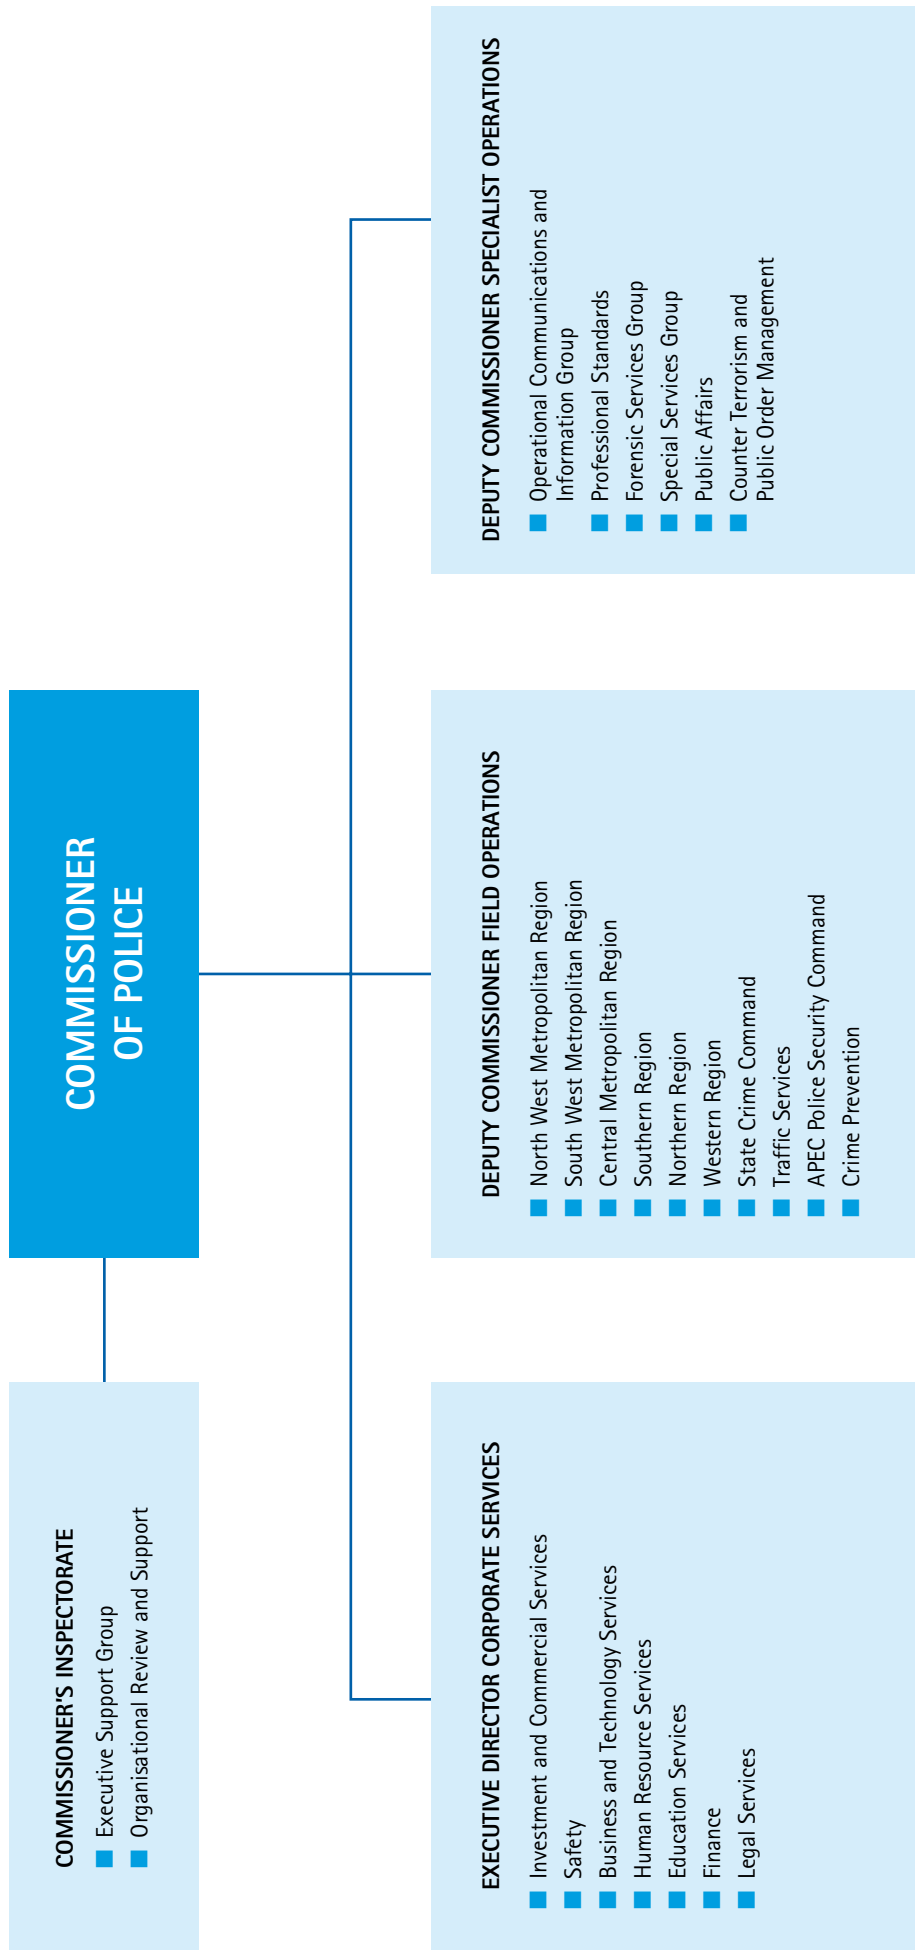 COMMISSIONER
OF POLICE
COMMISSIONER'S INSPECTORATE
Executive Support Group
Organisational Review and Support
EXECUTIVE DIRECTOR CORPORATE SERVICES
Investment and Commercial Services
Safety
Business and Technology Services
Human Resource Services
Education Services
Finance
Legal Services
DEPUTY COMMISSIONER FIELD OPERATIONS
North West Metropolitan Region
South West Metropolitan Region
Central Metropolitan Region
Southern Region
Northern Region
Western Region
State Crime Command
Traffic Services
APEC Police Security Command
Crime Prevention
DEPUTY COMMISSIONER SPECIALIST OPERATIONS
Operational Communications and
Information Group
Professional Standards
Forensic Services Group
Special Services Group
Public Affairs
Counter Terrorism and
Public Order Management